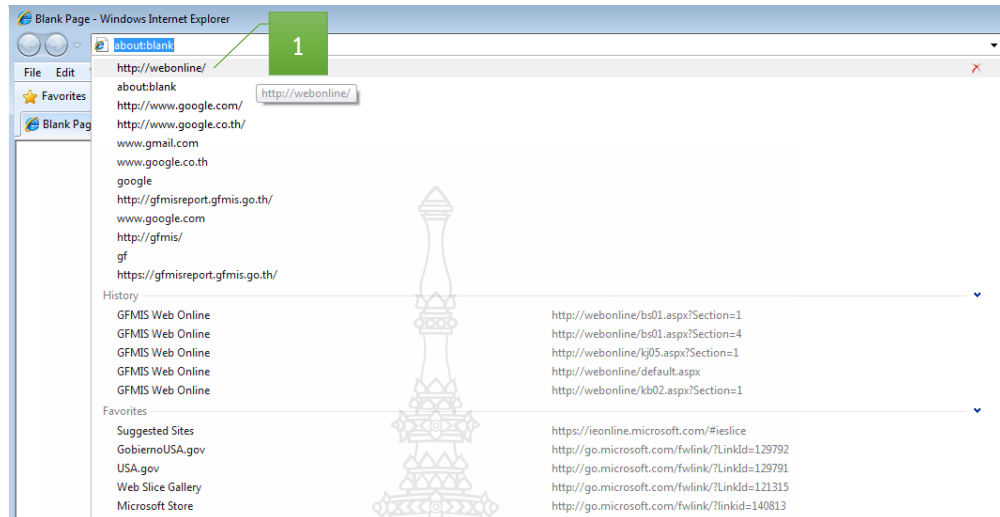 Blank Page - Windows Internet Explorer
about:blank
1
File Edit
http://webonline/
about:blank
http://webonline/
Favorites
http://www.google.com/
Blank Pag
http://www.google.co.th/
www.gmail.com
www.google.co.th
google
http://gfmisreport.gfmis.go.th/
www.google.com
http://gfmis/
gf
https://gfmisreport.gfmis.go.th/
History
GFMIS Web Online http://webonline/bs01.aspx?Section=1
GFMIS Web Online http://webonline/bs01.aspx?Section=4
GFMIS Web Online http://webonline/kj05.aspx?Section=1
GFMIS Web Online http://webonline/default.aspx
GFMIS Web Online http://webonline/kb02.aspx?Section=1
Favorites
Suggested Sites https://ieonline.microsoft.com/#ieslice
GobiernoUSA.gov http://go.microsoft.com/fwlink/?LinkId=129792
USA.gov http://go.microsoft.com/fwlink/?LinkId=129791
Web Slice Gallery http://go.microsoft.com/fwlink/?LinkId=121315
Microsoft Store http://go.microsoft.com/fwlink/?linkid=140813